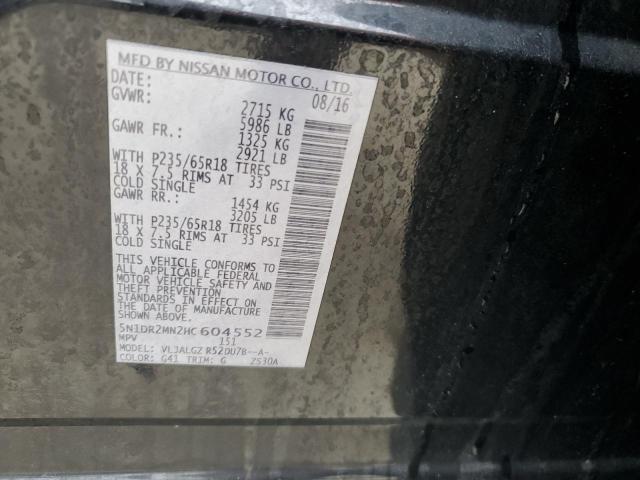 MFD BY NISSAN MOTOR CO., LTD.
DATE: 08/16
GVWR: 2715 KG
5986 LB
GAWR FR.: 1325 KG
2921 LB
WITH P235/65R18 TIRES
18 X 7.5 RIMS AT 33 PSI
COLD SINGLE
GAWR RR.: 1454 KG
3205 LB
WITH P235/65R18 TIRES
18 X 7.5 RIMS AT 33 PSI
COLD SINGLE
THIS VEHICLE CONFORMS TO
ALL APPLICABLE FEDERAL
MOTOR VEHICLE SAFETY AND
THEFT PREVENTION
STANDARDS IN EFFECT ON
THE DATE OF MANUFACTURE
SHOWN ABOVE.
5N1DR2MN2HC604552
MPV 151
MODEL: VLJALGZ R52DU7B--A-
COLOR: G41 TRIM: G 2S30A